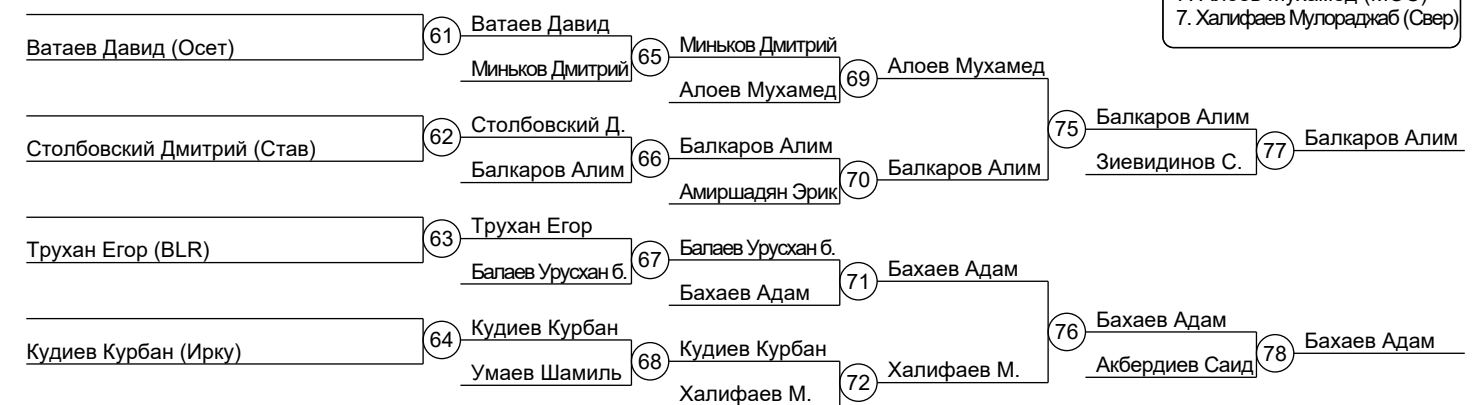 7. Халифаев Мулораджаб (Свер)
Ватаев Давид (Осет)
61
Ватаев Давид
Миньков Дмитрий
65
Миньков Дмитрий
Алоев Мухамед
69
Алоев Мухамед
Столбовский Дмитрий (Став)
62
Столбовский Д.
Балкаров Алим
66
Балкаров Алим
Амиршадян Эрик
70
Балкаров Алим
75
Балкаров Алим
Зиевидинов С.
77
Балкаров Алим
Трухан Егор (BLR)
63
Трухан Егор
Балаев Урусхан б.
67
Балаев Урусхан б.
Бахаев Адам
71
Бахаев Адам
Кудиев Курбан (Ирку)
64
Кудиев Курбан
Умаев Шамиль
68
Кудиев Курбан
Халифаев М.
72
Халифаев М.
76
Бахаев Адам
Акбердиев Саид
78
Бахаев Адам